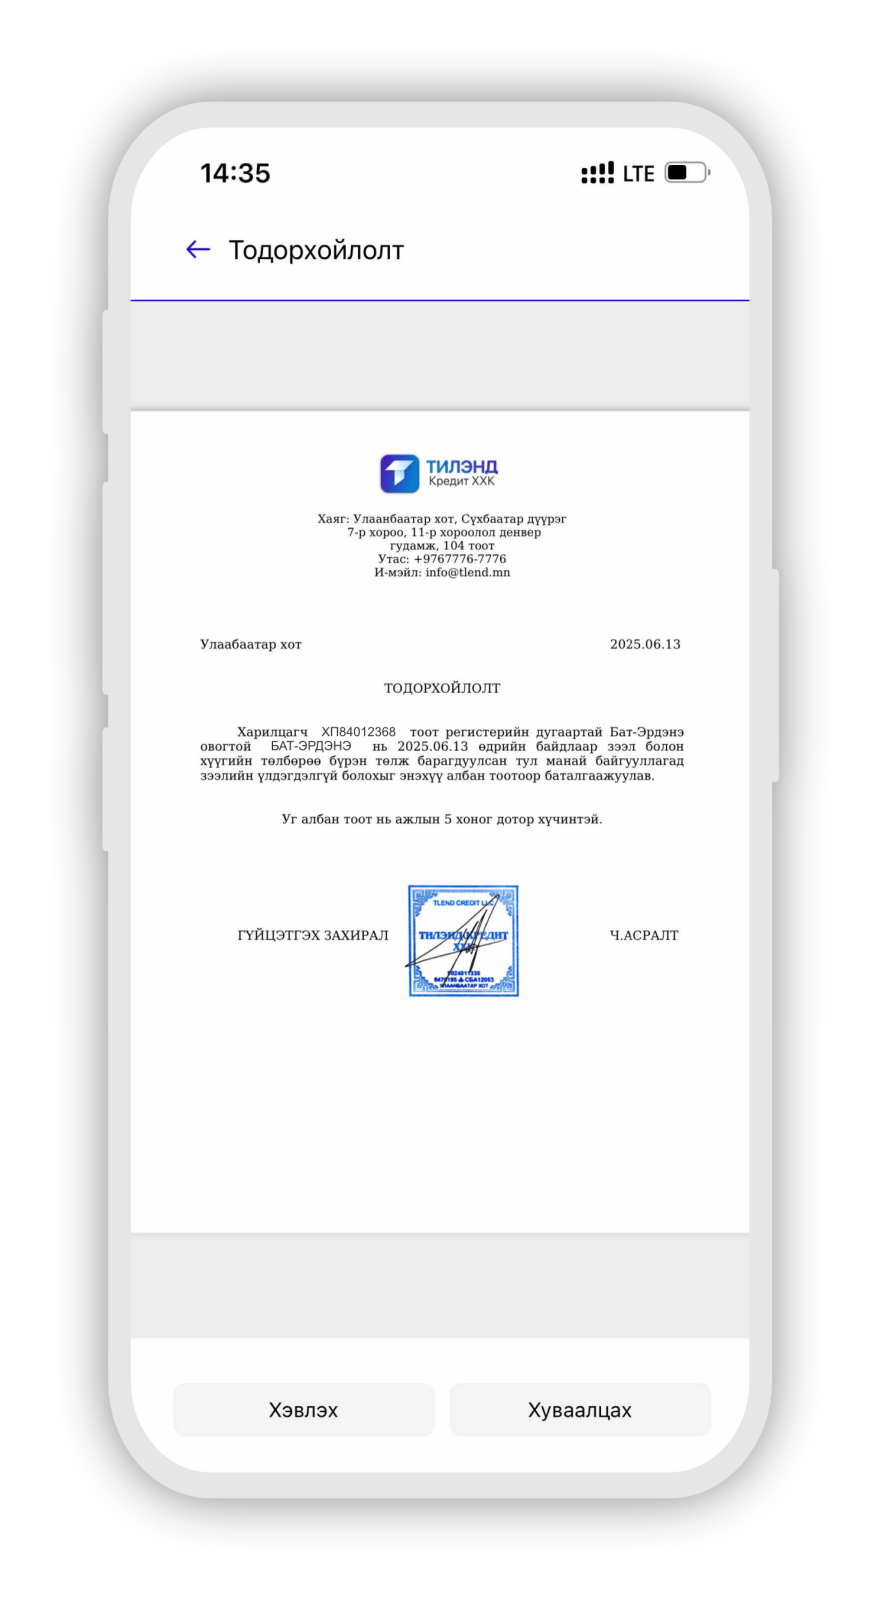 14:35 LTE
Тодорхойлолт
ТИЛЭНД
Кредит ХХК
Хаяг: Улаанбаатар хот, Сүхбаатар дүүрэг
7-р хороо, 11-р хороолол денвер
гудамж, 104 тоот
Утас: +9767776-7776
И-мэйл: info@tlend.mn
Улаабаатар хот 2025.06.13
ТОДОРХОЙЛОЛТ
Харилцагч ХП84012368 тоот регистерийн дугаартай Бат-Эрдэнэ
овогтой БАТ-ЭРДЭНЭ нь 2025.06.13 өдрийн байдлаар зээл болон
хүүгийн төлбөрөө бүрэн төлж барагдуулсан тул манай байгууллагад
зээлийн үлдэгдэлгүй болохыг энэхүү албан тоотоор баталгаажуулав.
Уг албан тоот нь ажлын 5 хоног дотор хүчинтэй.
TLEND CREDIT LLC
ГҮЙЦЭТГЭХ ЗАХИРАЛ ТИЛЭНД КРЕДИТ Ч.АСРАЛТ
ХХК
УЛААНБААТАР ХОТ
Хэвлэх Хуваалцах